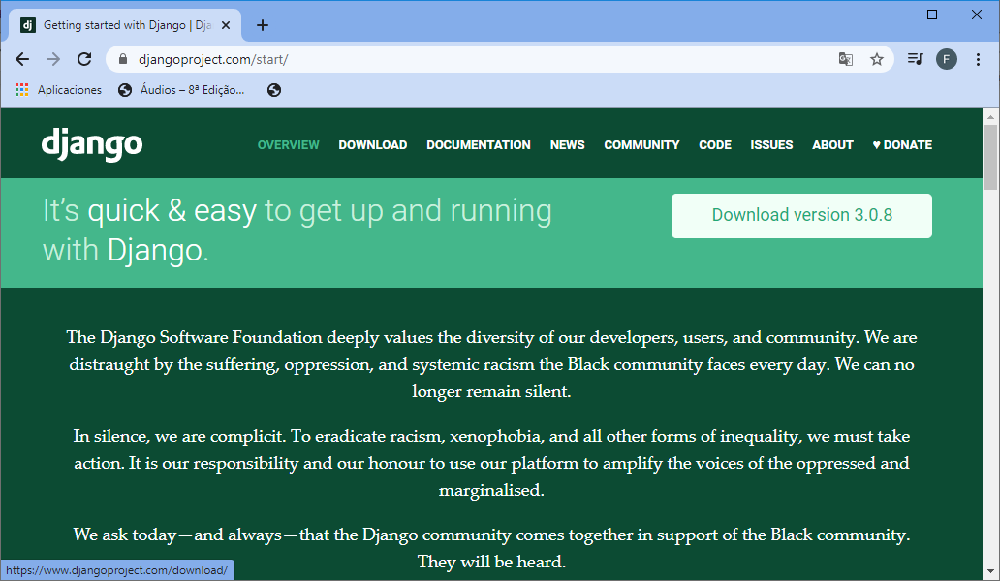 dj Getting started with Django | Dja
djangoproject.com/start/
F
Aplicaciones
Áudios – 8ª Edição...
django
OVERVIEW DOWNLOAD DOCUMENTATION NEWS COMMUNITY CODE ISSUES ABOUT ♥ DONATE
It’s quick & easy to get up and running
with Django.
Download version 3.0.8
The Django Software Foundation deeply values the diversity of our developers, users, and community. We are
distraught by the suffering, oppression, and systemic racism the Black community faces every day. We can no
longer remain silent.
In silence, we are complicit. To eradicate racism, xenophobia, and all other forms of inequality, we must take
action. It is our responsibility and our honour to use our platform to amplify the voices of the oppressed and
marginalised.
We ask today—and always—that the Django community comes together in support of the Black community.
They will be heard.
https://www.djangoproject.com/download/